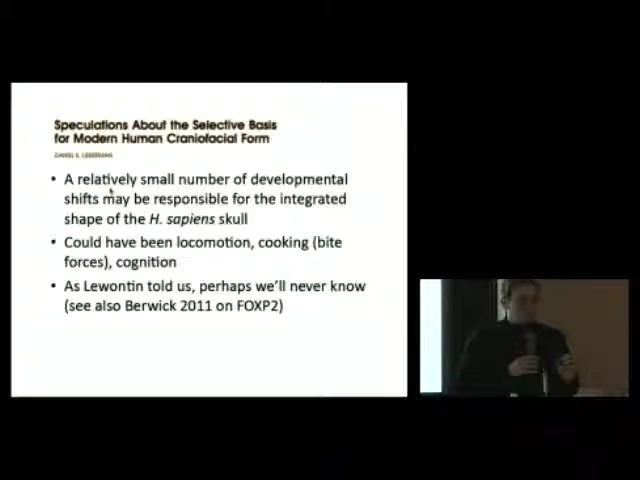 Speculations About the Selective Basis
for Modern Human Craniofacial Form
DANIEL E. LIEBERMAN
• A relatively small number of developmental
shifts may be responsible for the integrated
shape of the H. sapiens skull
• Could have been locomotion, cooking (bite
forces), cognition
• As Lewontin told us, perhaps we'll never know
(see also Berwick 2011 on FOXP2)